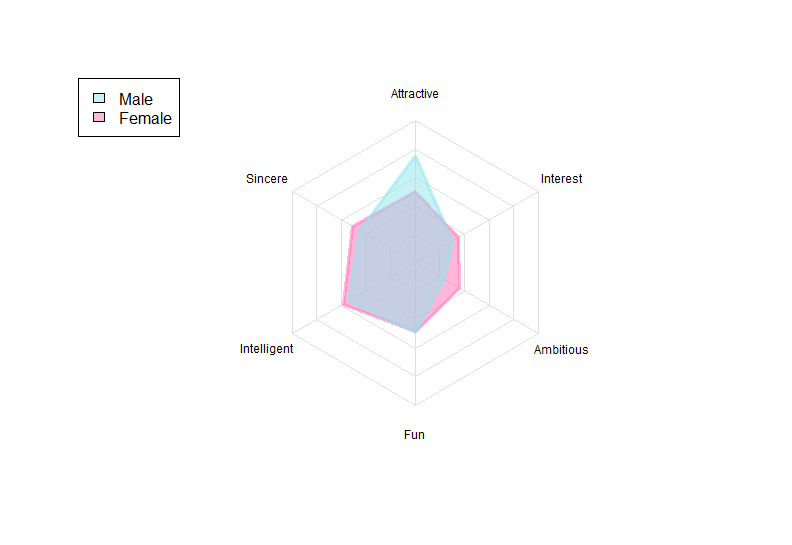 Male
Female
Attractive
Sincere
Interest
Intelligent
Ambitious
Fun